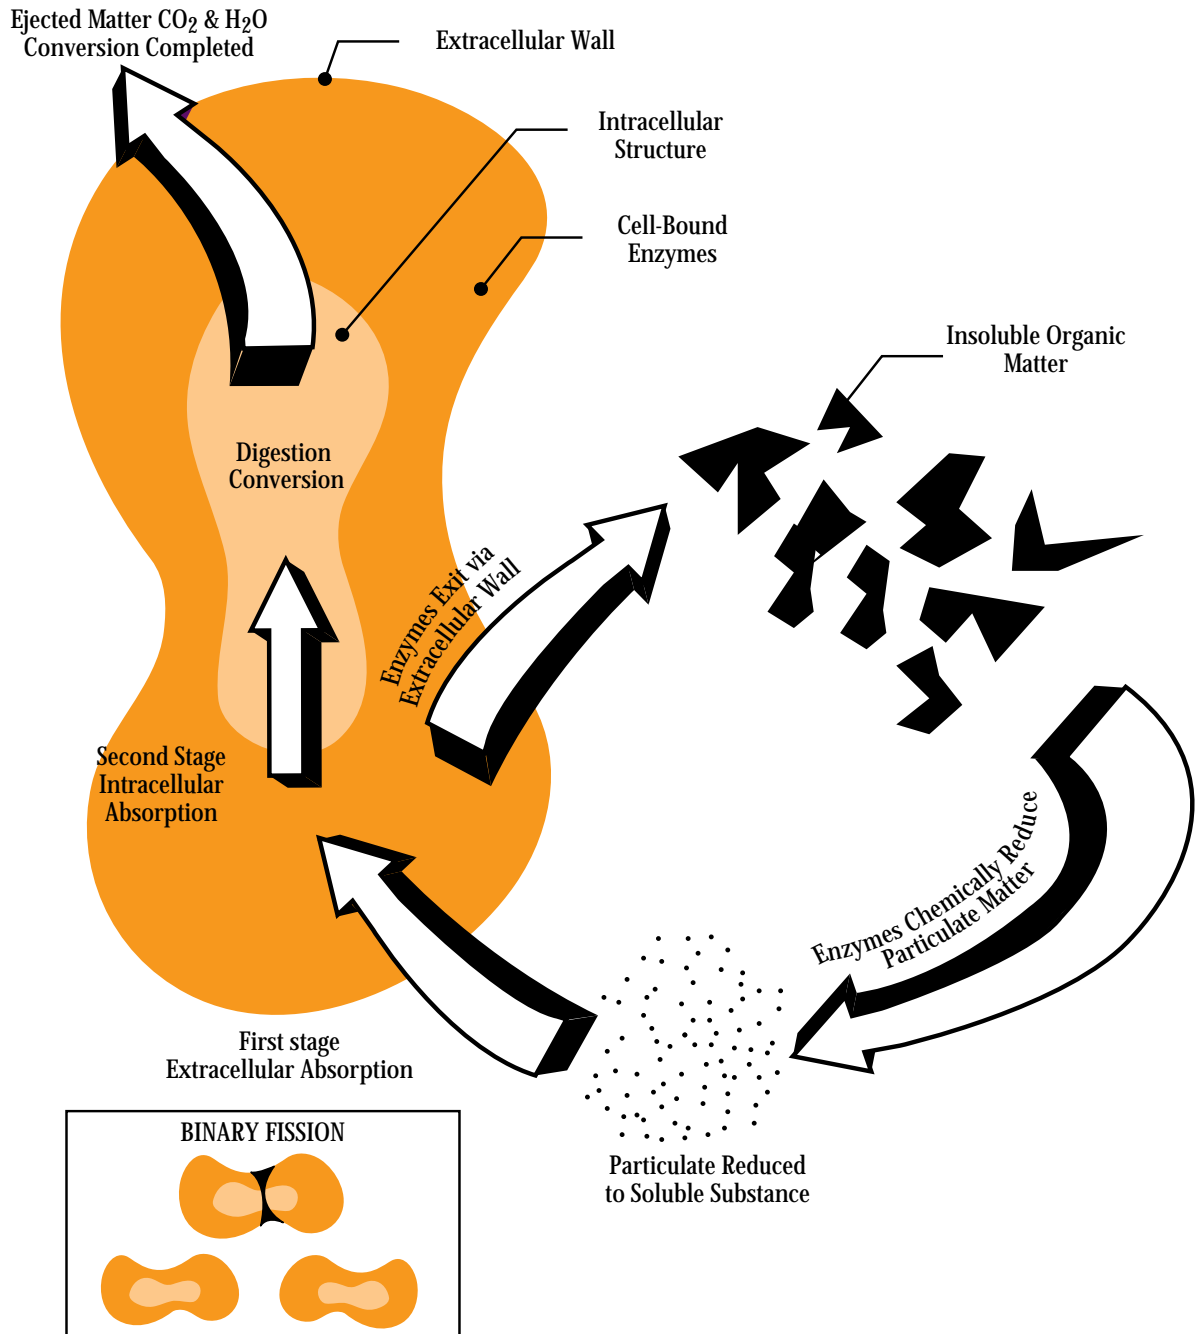 Ejected Matter CO₂ & H₂O
Conversion Completed
Extracellular Wall
Intracellular
Structure
Cell-Bound
Enzymes
Insoluble Organic
Matter
Digestion
Conversion
Enzymes Exit via
Extracellular Wall
Second Stage
Intracellular
Absorption
Enzymes Chemically Reduce
Particulate Matter
First stage
Extracellular Absorption
Particulate Reduced
to Soluble Substance
BINARY FISSION